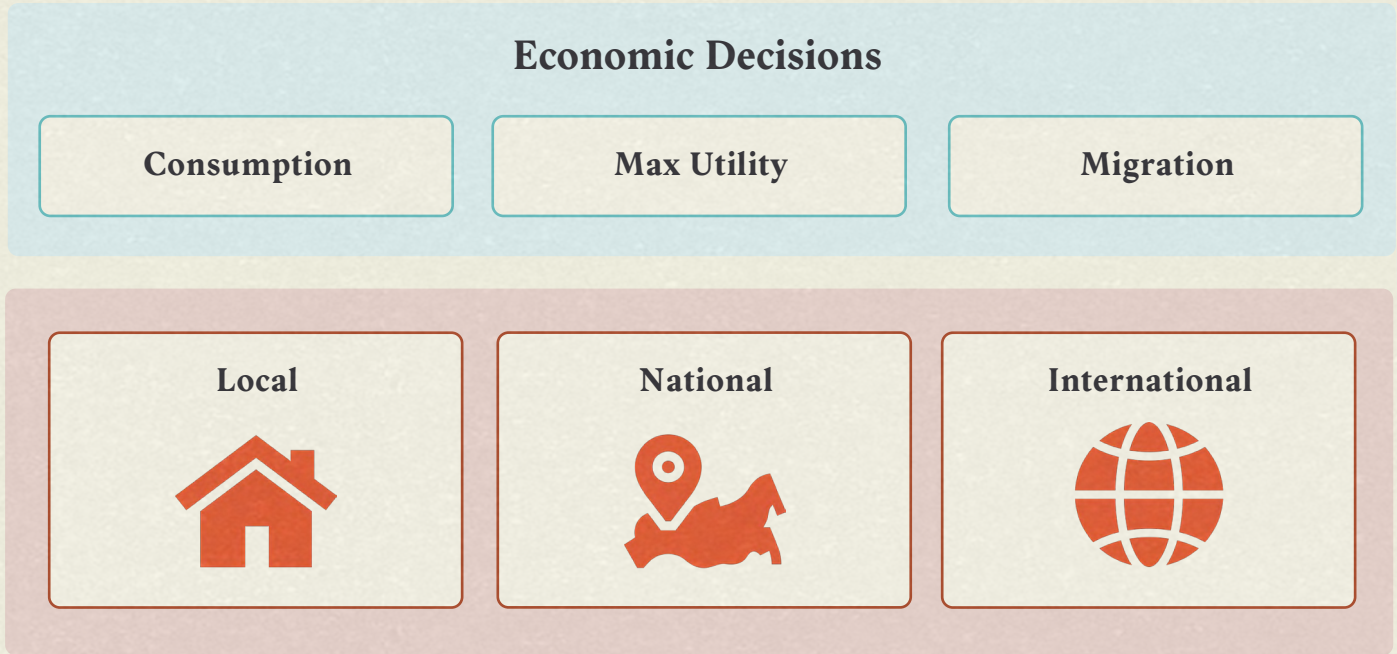 Economic Decisions
Consumption
Max Utility
Migration
Local
National
International